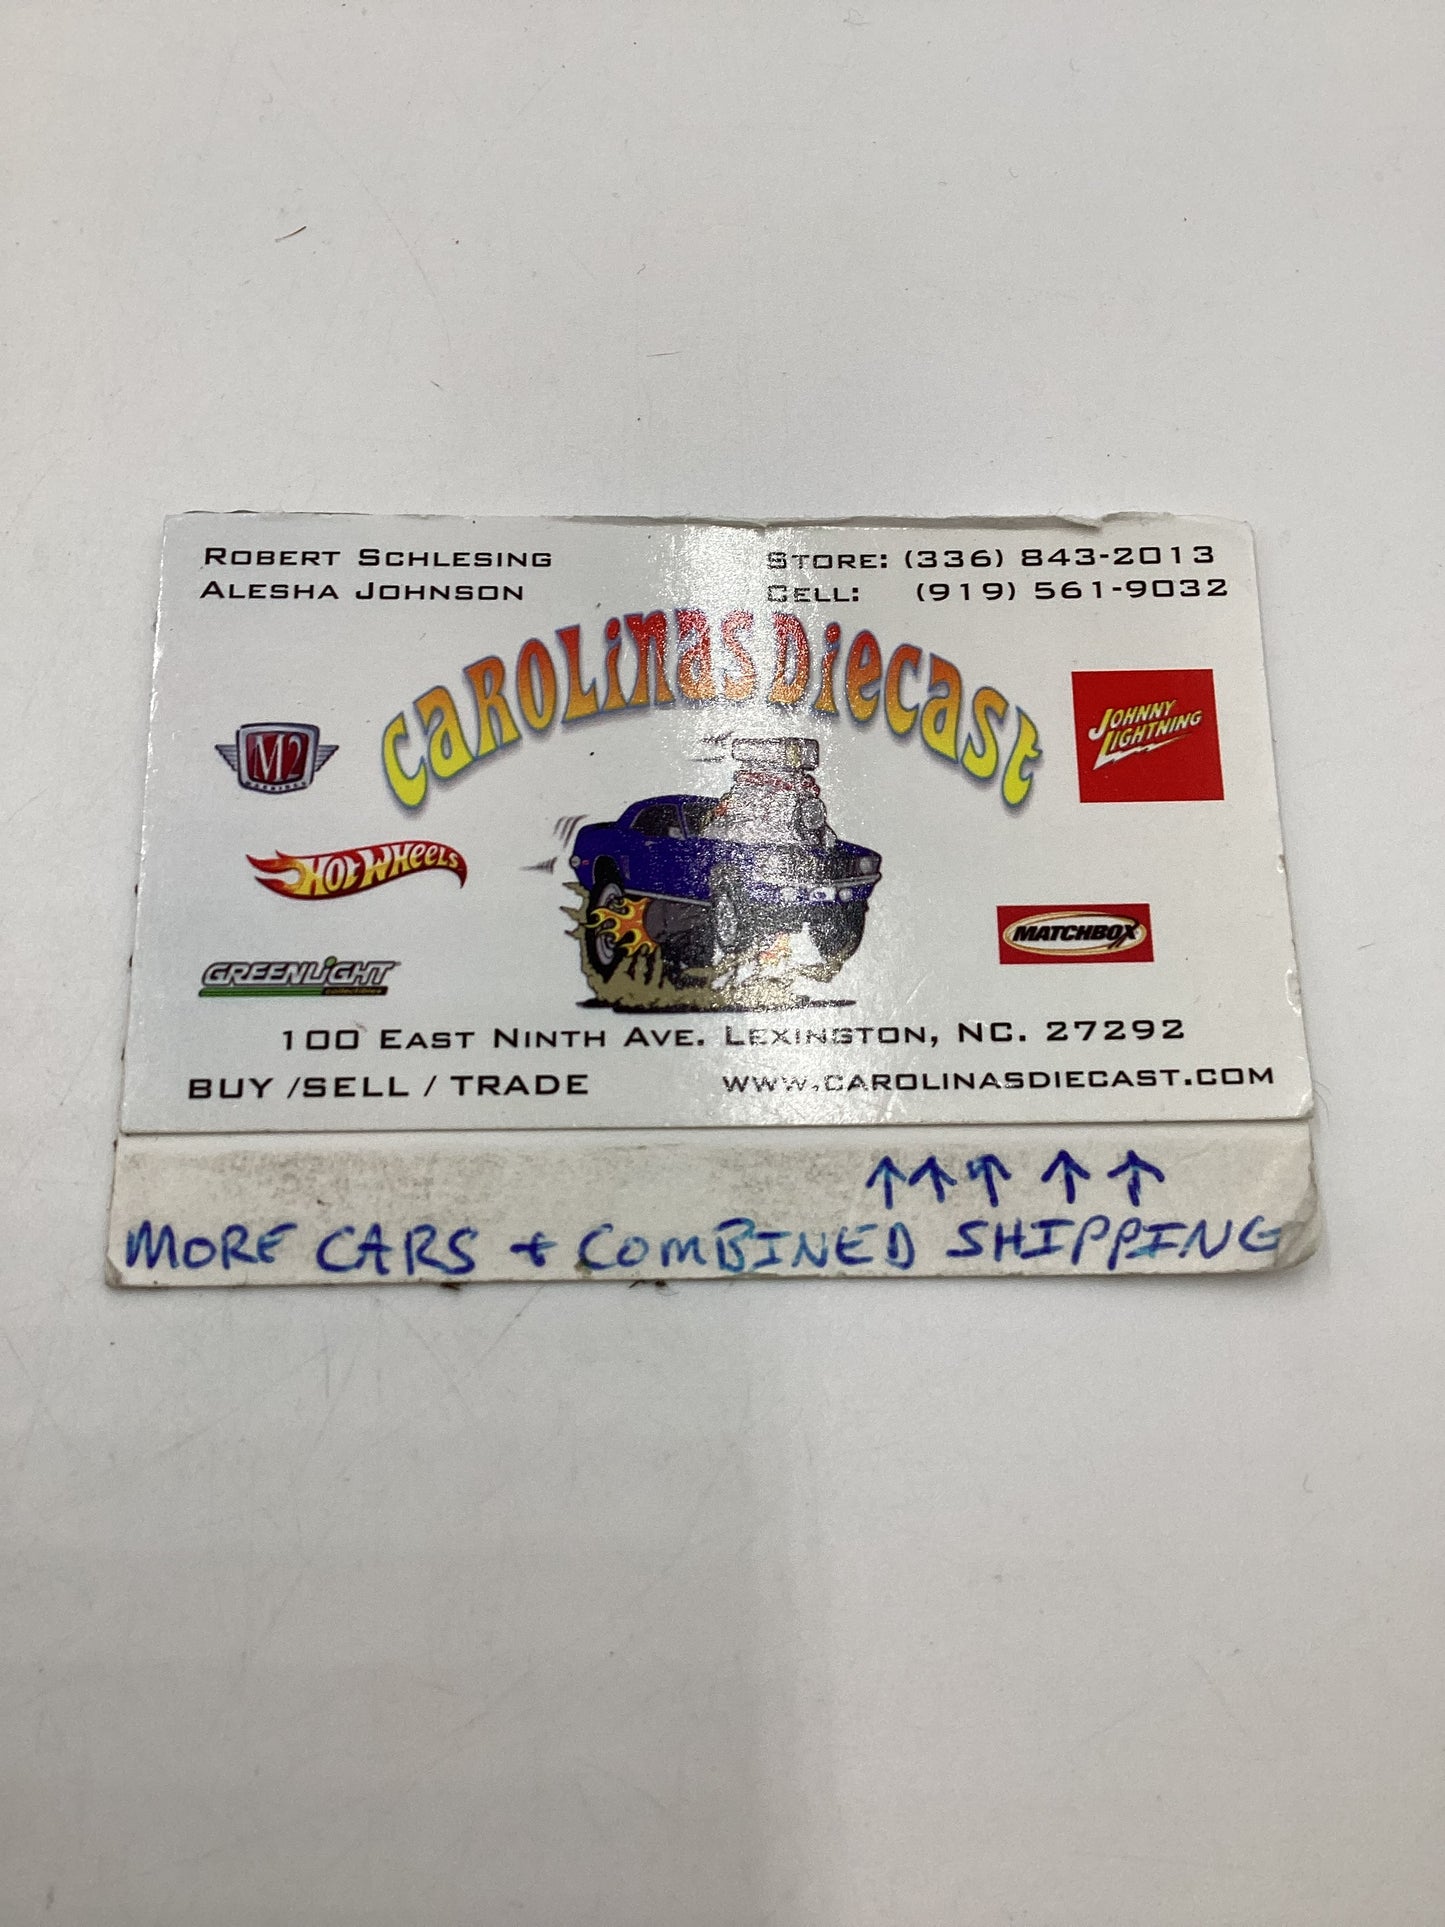 ROBERT SCHLESING
ALESHA JOHNSON
STORE: (336) 843-2013
CELL: (919) 561-9032
CAROLINAS DIECAST
M2
MACHINES
JOHNNY
LIGHTNING
HOT WHEELS
MATCHBOX
GREENLIGHT
collectibles
100 EAST NINTH AVE. LEXINGTON, NC. 27292
BUY /SELL / TRADE
WWW.CAROLINASDIECAST.COM
↑↑↑ ↑ ↑
MORE CARS + COMBINED SHIPPING